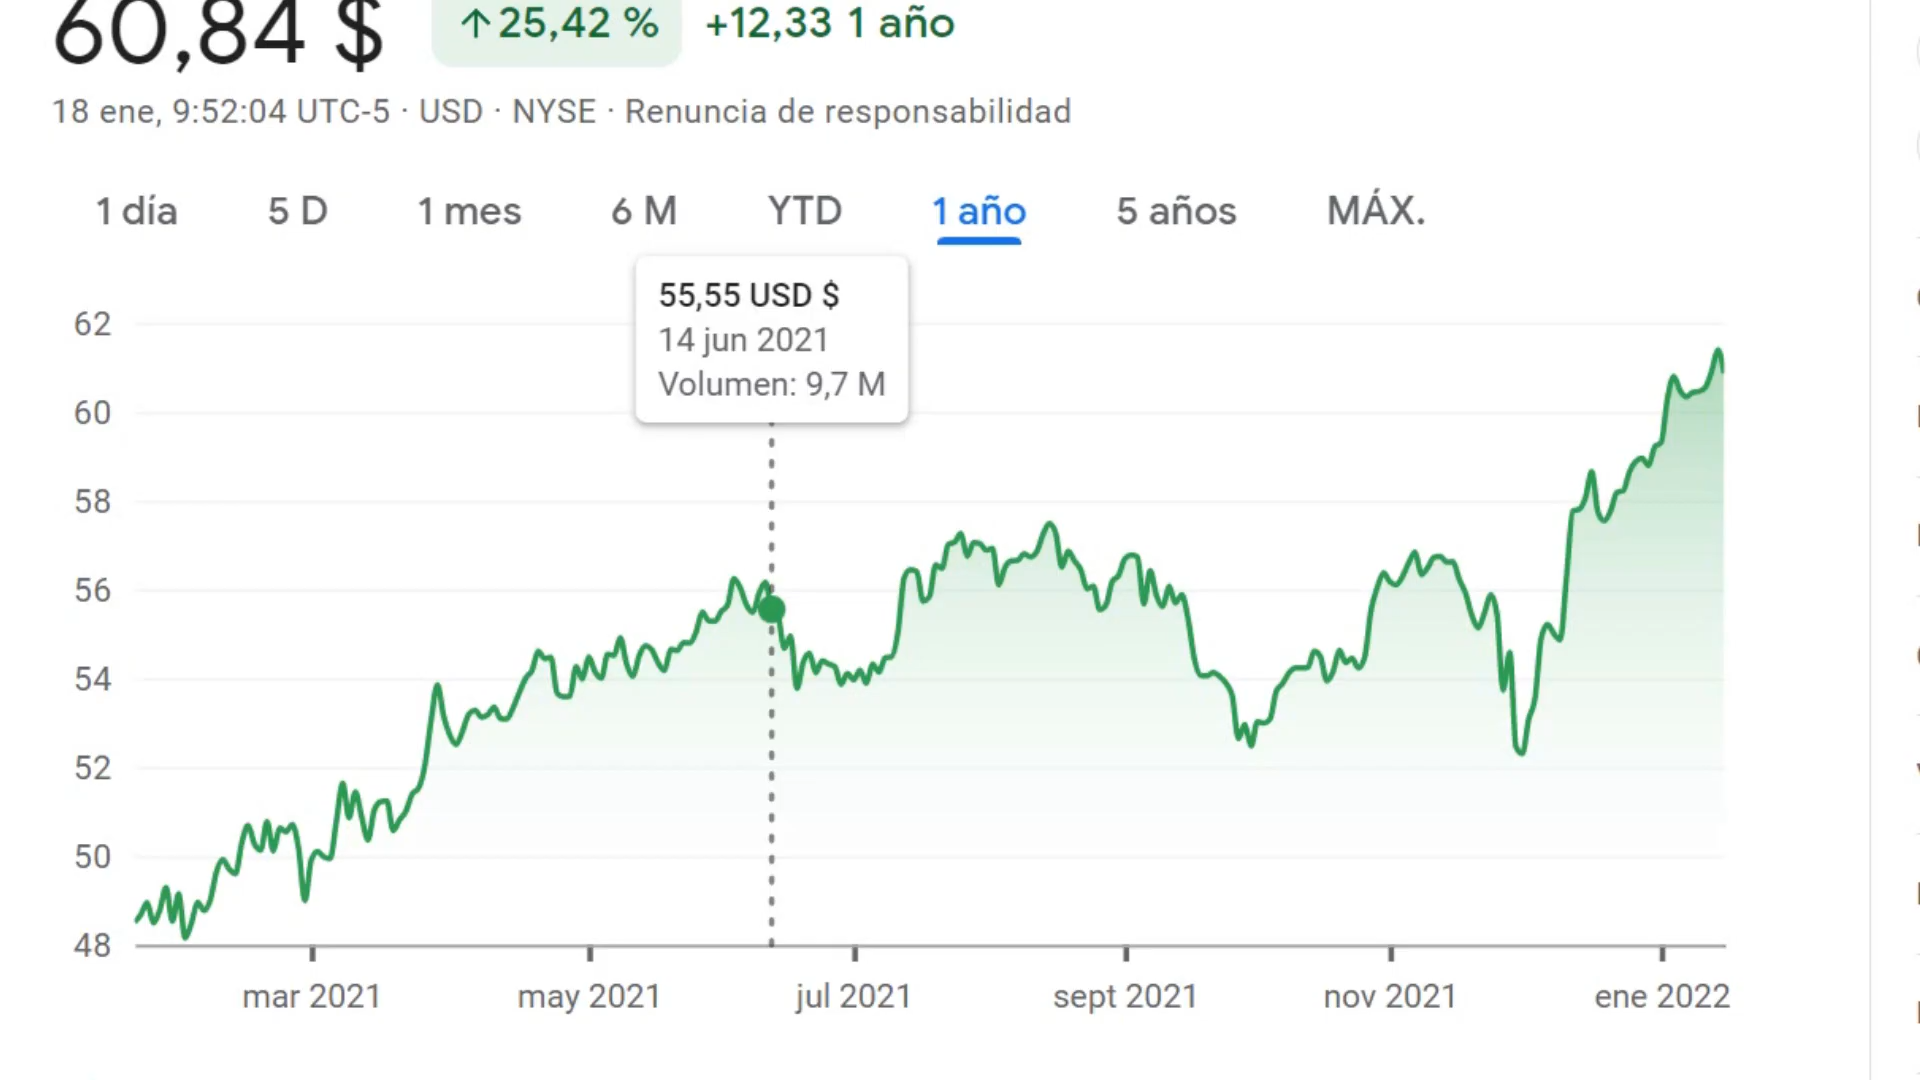 60,84 $ ↑25,42 % +12,33 1 año
18 ene, 9:52:04 UTC-5 · USD · NYSE · Renuncia de responsabilidad
1 día 5 D 1 mes 6 M YTD 1 año 5 años MÁX.
55,55 USD $
14 jun 2021
Volumen: 9,7 M
62
60
58
56
54
52
50
48
mar 2021 may 2021 jul 2021 sept 2021 nov 2021 ene 2022